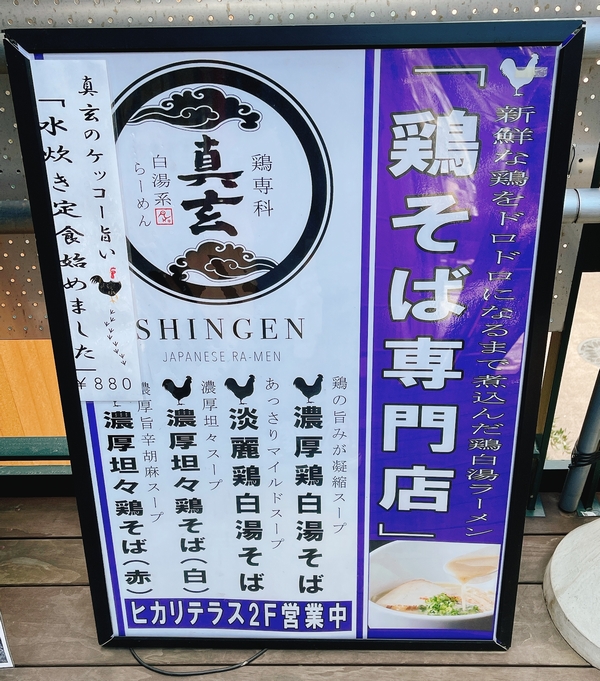 新鮮な鶏をドロドロになるまで煮込んだ鶏白湯ラーメン
「鶏そば専門店」
鶏専科
真玄
白湯系
らーめん
SHINGEN
JAPANESE RA-MEN
鶏の旨みが凝縮スープ
濃厚鶏白湯そば
あっさりマイルドスープ
淡麗鶏白湯そば
濃厚坦々スープ
濃厚坦々鶏そば(白)
濃厚旨辛胡麻スープ
濃厚坦々鶏そば(赤)
真玄のケッコー旨い
「水炊き定食始めました」
¥880
ヒカリテラス2F営業中